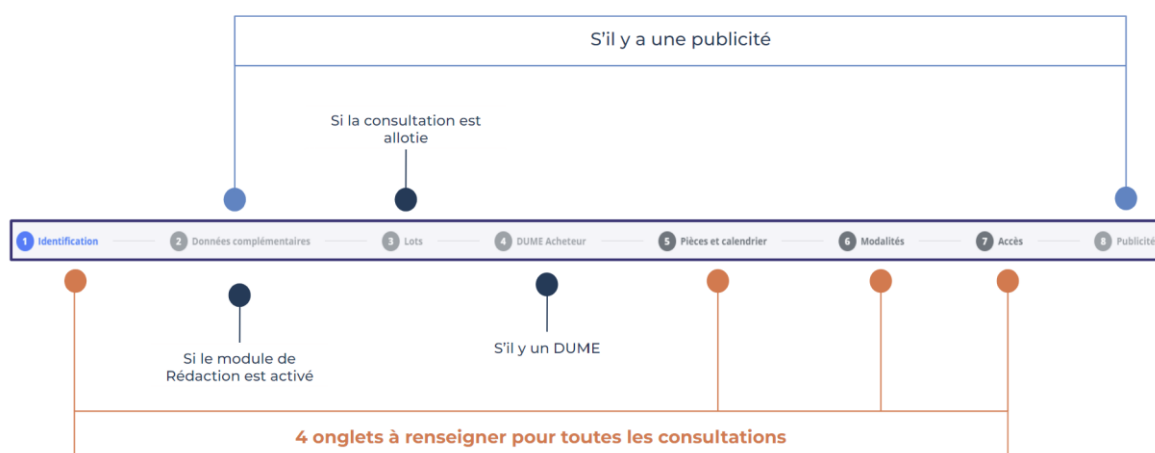 S'il y a une publicité
Si la consultation est
allotie
1 Identification
2 Données complémentaires
3 Lots
4 DUME Acheteur
5 Pièces et calendrier
6 Modalités
7 Accès
8 Publicité
Si le module de
Rédaction est activé
S'il y un DUME
4 onglets à renseigner pour toutes les consultations